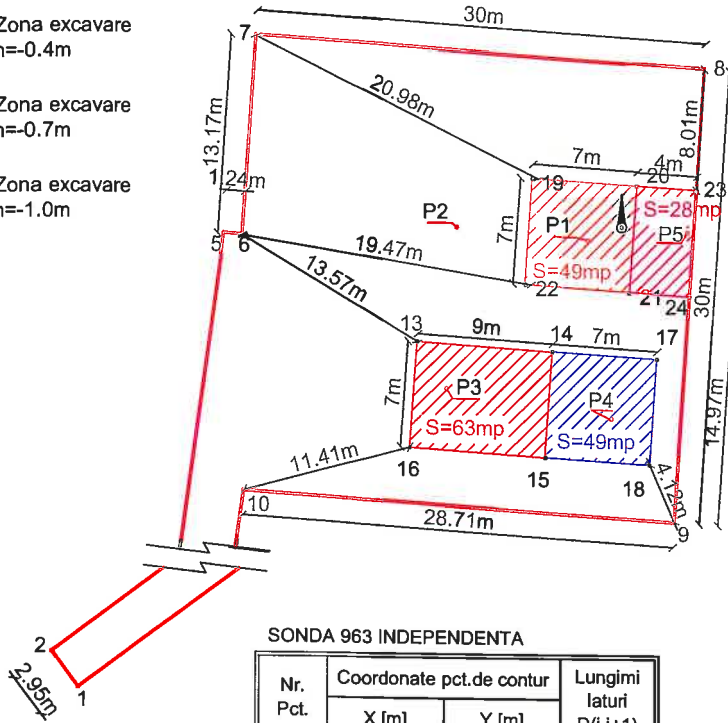 Zona excavare
h=-0.4m
Zona excavare
h=-0.7m
Zona excavare
h=-1.0m
30m
7
8
20.98m
13.17m
8.01m
7m
4m
19
20
23
1.24m
P2
P1
S=28mp
P5
7m
S=49mp
5
6
19.47m
22
21
24
13.57m
30m
13
9m
14
7m
17
7m
P3
P4
S=63mp
S=49mp
14.97m
16
15
18
11.41m
4.12m
10
28.71m
9
2
2.95m
1
SONDA 963 INDEPENDENTA
Nr.
Pct.
Coordonate pct.de contur
X [m]
Y [m]
Lungimi
laturi
D(i,i+1)